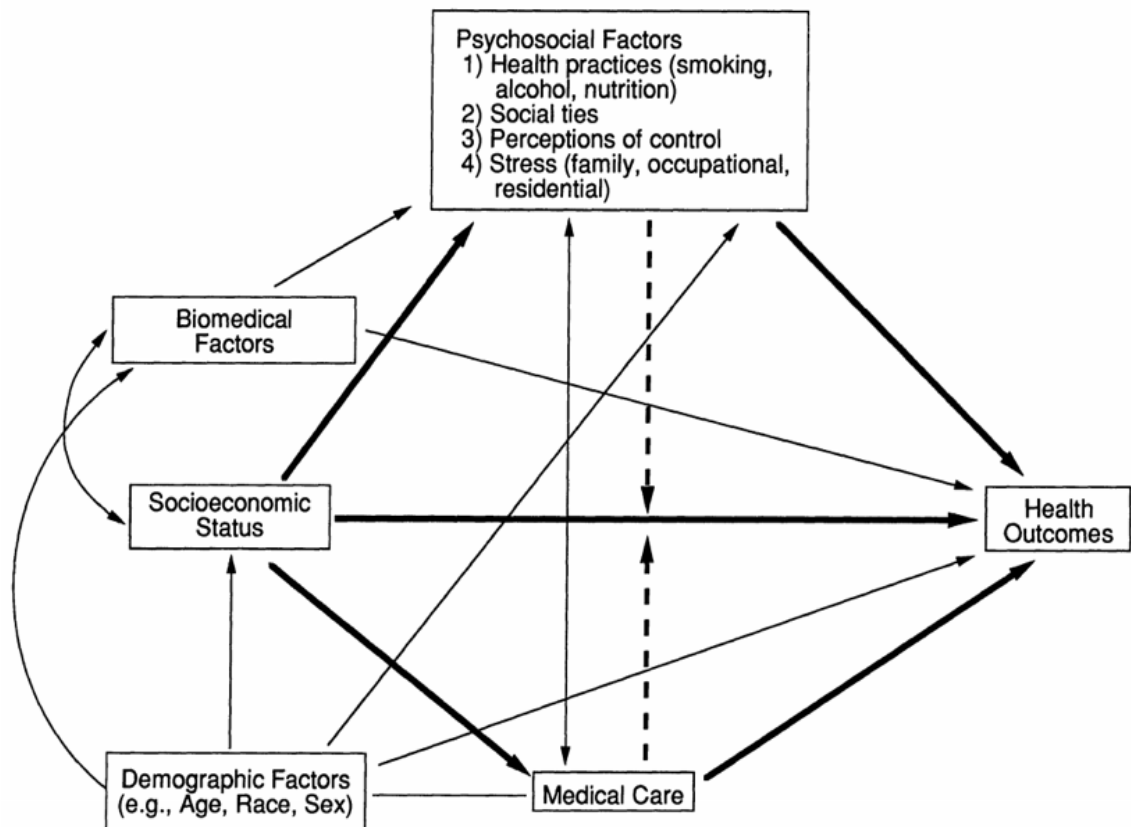 Psychosocial Factors
1) Health practices (smoking,
alcohol, nutrition)
2) Social ties
3) Perceptions of control
4) Stress (family, occupational,
residential)
Biomedical
Factors
Socioeconomic
Status
Health
Outcomes
Demographic Factors
(e.g., Age, Race, Sex)
Medical Care